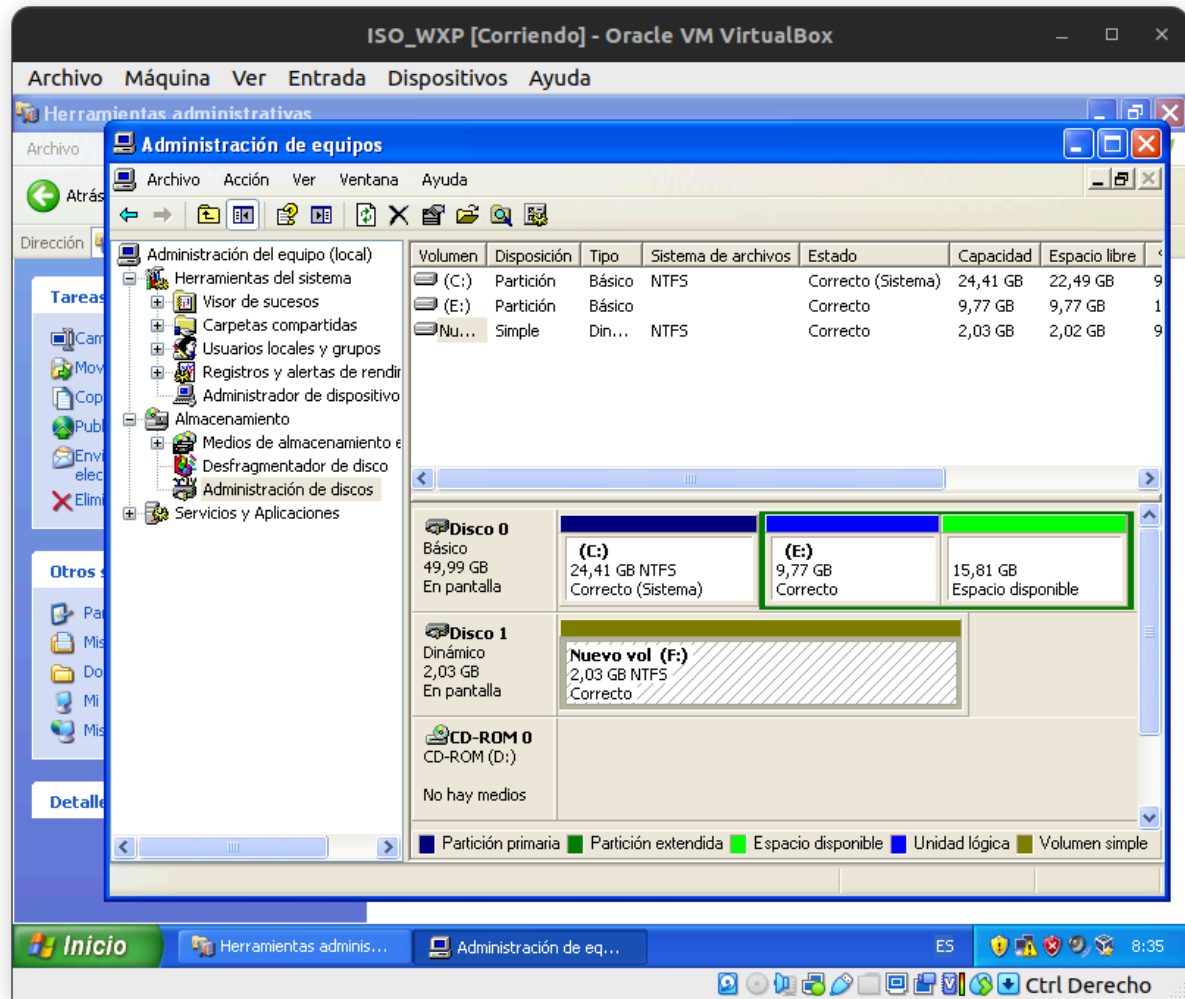 ISO_WXP [Corriendo] - Oracle VM VirtualBox
Archivo Máquina Ver Entrada Dispositivos Ayuda
Herramientas administrativas
Archivo
Atrás
Dirección
Tareas
Otros
Detalle
Administración de equipos
Archivo Acción Ver Ventana Ayuda
Administración del equipo (local)
Herramientas del sistema
Visor de sucesos
Carpetas compartidas
Usuarios locales y grupos
Registros y alertas de rendir
Administrador de dispositivo
Almacenamiento
Medios de almacenamiento e
Desfragmentador de disco
Administración de discos
Servicios y Aplicaciones
Volumen Disposición Tipo Sistema de archivos Estado Capacidad Espacio libre
(C:) Partición Básico NTFS Correcto (Sistema) 24,41 GB 22,49 GB 9
(E:) Partición Básico Correcto 9,77 GB 9,77 GB 1
Nu... Simple Din... NTFS Correcto 2,03 GB 2,02 GB 9
Disco 0
Básico
49,99 GB
En pantalla
(C:)
24,41 GB NTFS
Correcto (Sistema)
(E:)
9,77 GB
Correcto
15,81 GB
Espacio disponible
Disco 1
Dinámico
2,03 GB
En pantalla
Nuevo vol (F:)
2,03 GB NTFS
Correcto
CD-ROM 0
CD-ROM (D:)
No hay medios
Partición primaria Partición extendida Espacio disponible Unidad lógica Volumen simple
Inicio Herramientas adminis... Administración de eq... ES 8:35
Ctrl Derecho